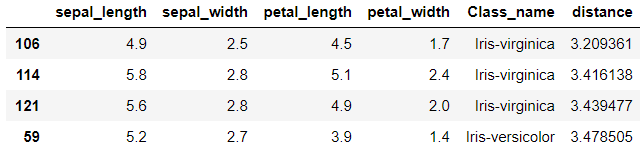 sepal_length sepal_width petal_length petal_width Class_name distance
106 4.9 2.5 4.5 1.7 Iris-virginica 3.209361
114 5.8 2.8 5.1 2.4 Iris-virginica 3.416138
121 5.6 2.8 4.9 2.0 Iris-virginica 3.439477
59 5.2 2.7 3.9 1.4 Iris-versicolor 3.478505